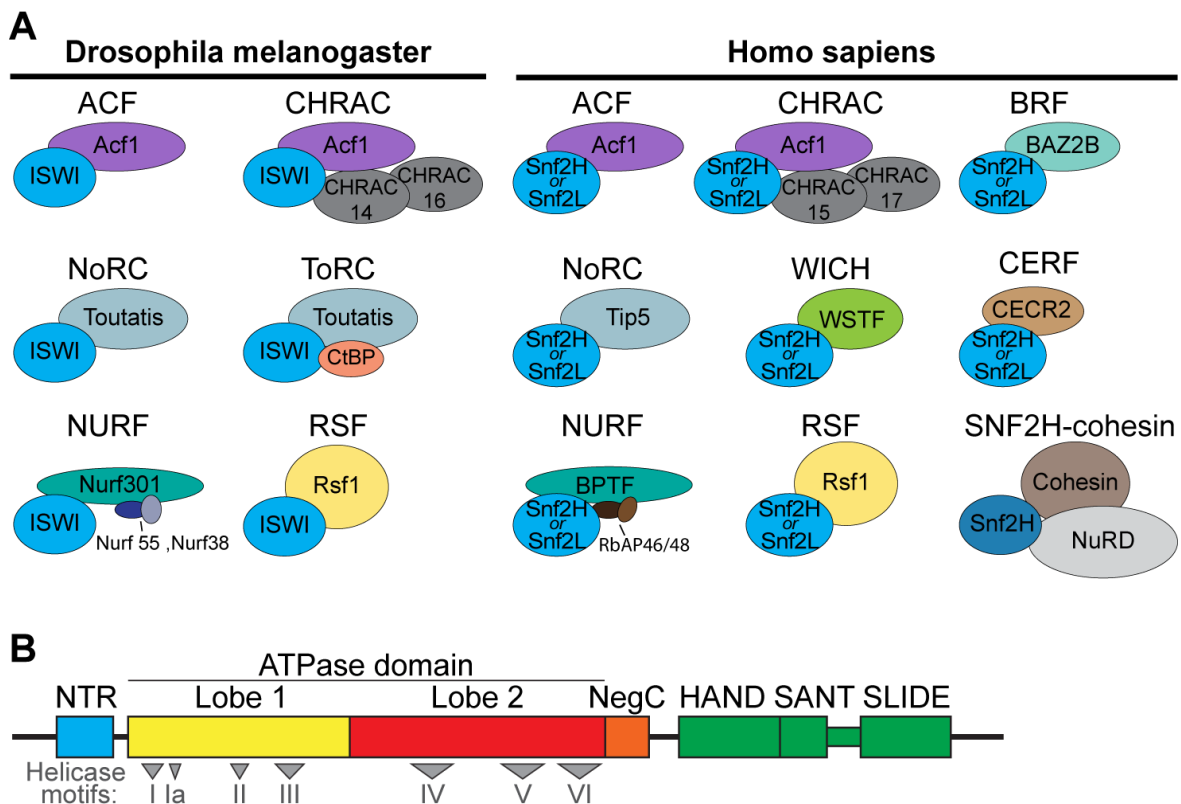 A
Drosophila melanogaster
Homo sapiens
ACF
CHRAC
ACF
CHRAC
BRF
Acf1
ISWI
Acf1
ISWI
CHRAC
14
CHRAC
16
Acf1
Snf2H
or
Snf2L
Acf1
Snf2H
or
Snf2L
CHRAC
15
CHRAC
17
BAZ2B
Snf2H
or
Snf2L
NoRC
ToRC
NoRC
WICH
CERF
Toutatis
ISWI
Toutatis
ISWI
CtBP
Tip5
Snf2H
or
Snf2L
WSTF
Snf2H
or
Snf2L
CECR2
Snf2H
or
Snf2L
NURF
RSF
NURF
RSF
SNF2H-cohesin
Nurf301
ISWI
Nurf 55 ,Nurf38
Rsf1
ISWI
BPTF
Snf2H
or
Snf2L
RbAP46/48
Rsf1
Snf2H
or
Snf2L
Cohesin
Snf2H
NuRD
B
ATPase domain
NTR
Lobe 1
Lobe 2
NegC
HAND
SANT
SLIDE
Helicase
motifs:
I
Ia
II
III
IV
V
VI